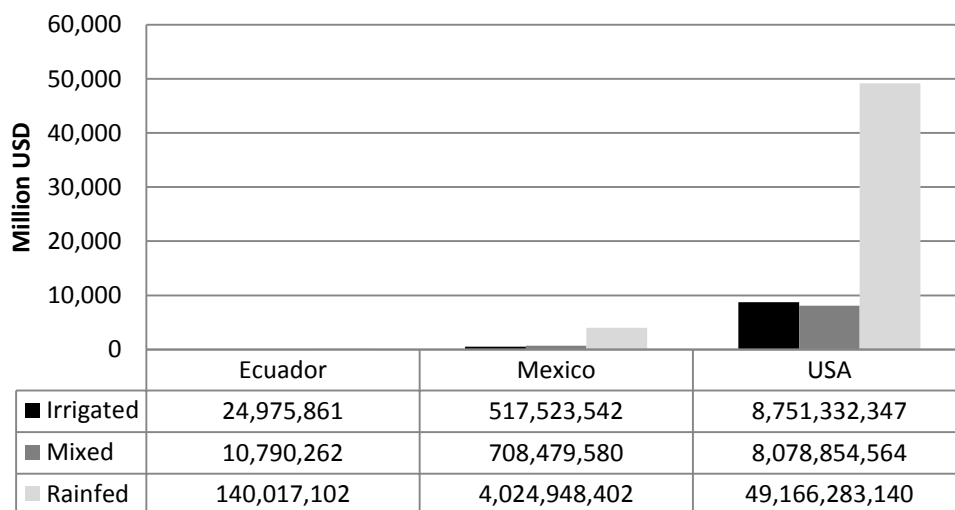 60,000
50,000
40,000
30,000
20,000
10,000
0
Million USD
Ecuador Mexico USA
Irrigated 24,975,861 517,523,542 8,751,332,347
Mixed 10,790,262 708,479,580 8,078,854,564
Rainfed 140,017,102 4,024,948,402 49,166,283,140